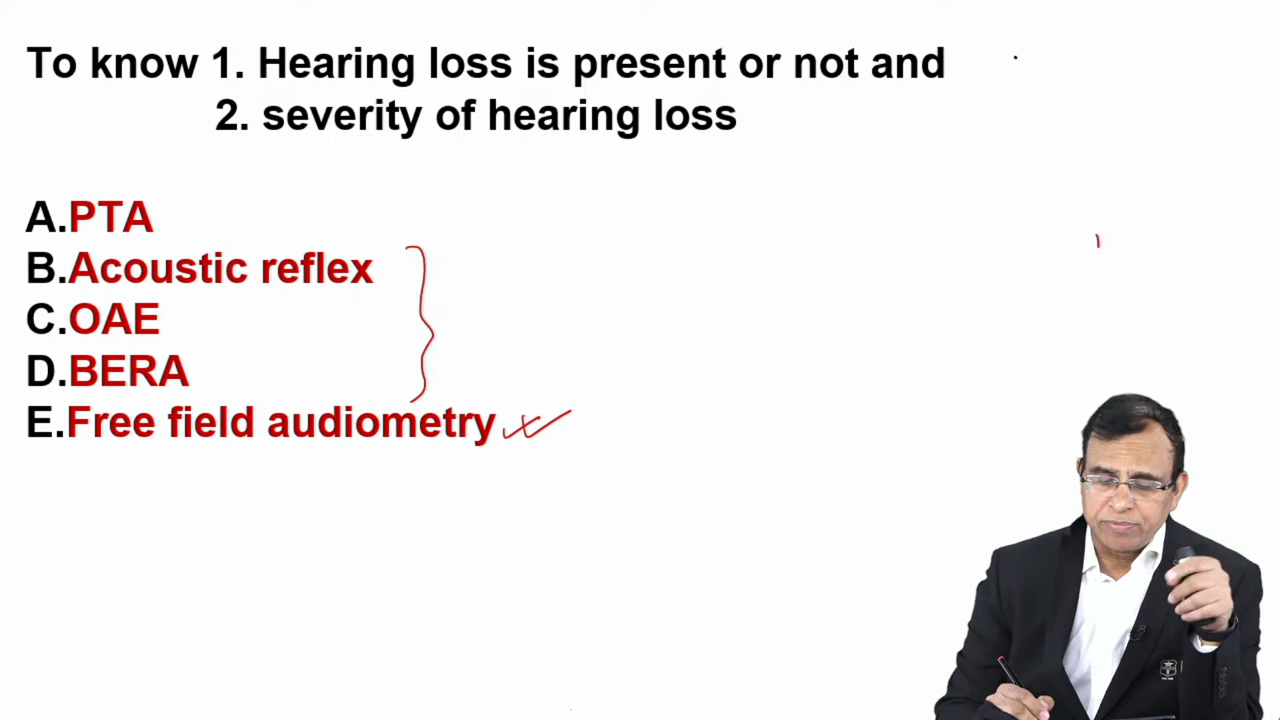 To know 1. Hearing loss is present or not and
2. severity of hearing loss
A.PTA
B.Acoustic reflex
C.OAE
D.BERA
E.Free field audiometry